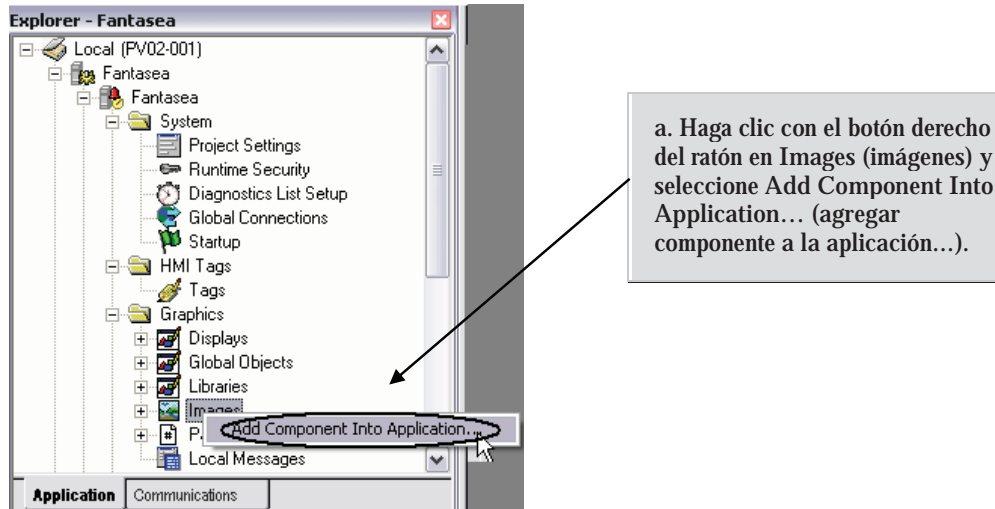 Explorer - Fantasea
Local (PV02-001)
Fantasea
Fantasea
System
Project Settings
Runtime Security
Diagnostics List Setup
Global Connections
Startup
HMI Tags
Tags
Graphics
Displays
Global Objects
Libraries
Images
Add Component Into Application...
Local Messages
Application
Communications
a. Haga clic con el botón derecho
del ratón en Images (imágenes) y
seleccione Add Component Into
Application… (agregar
componente a la aplicación…).